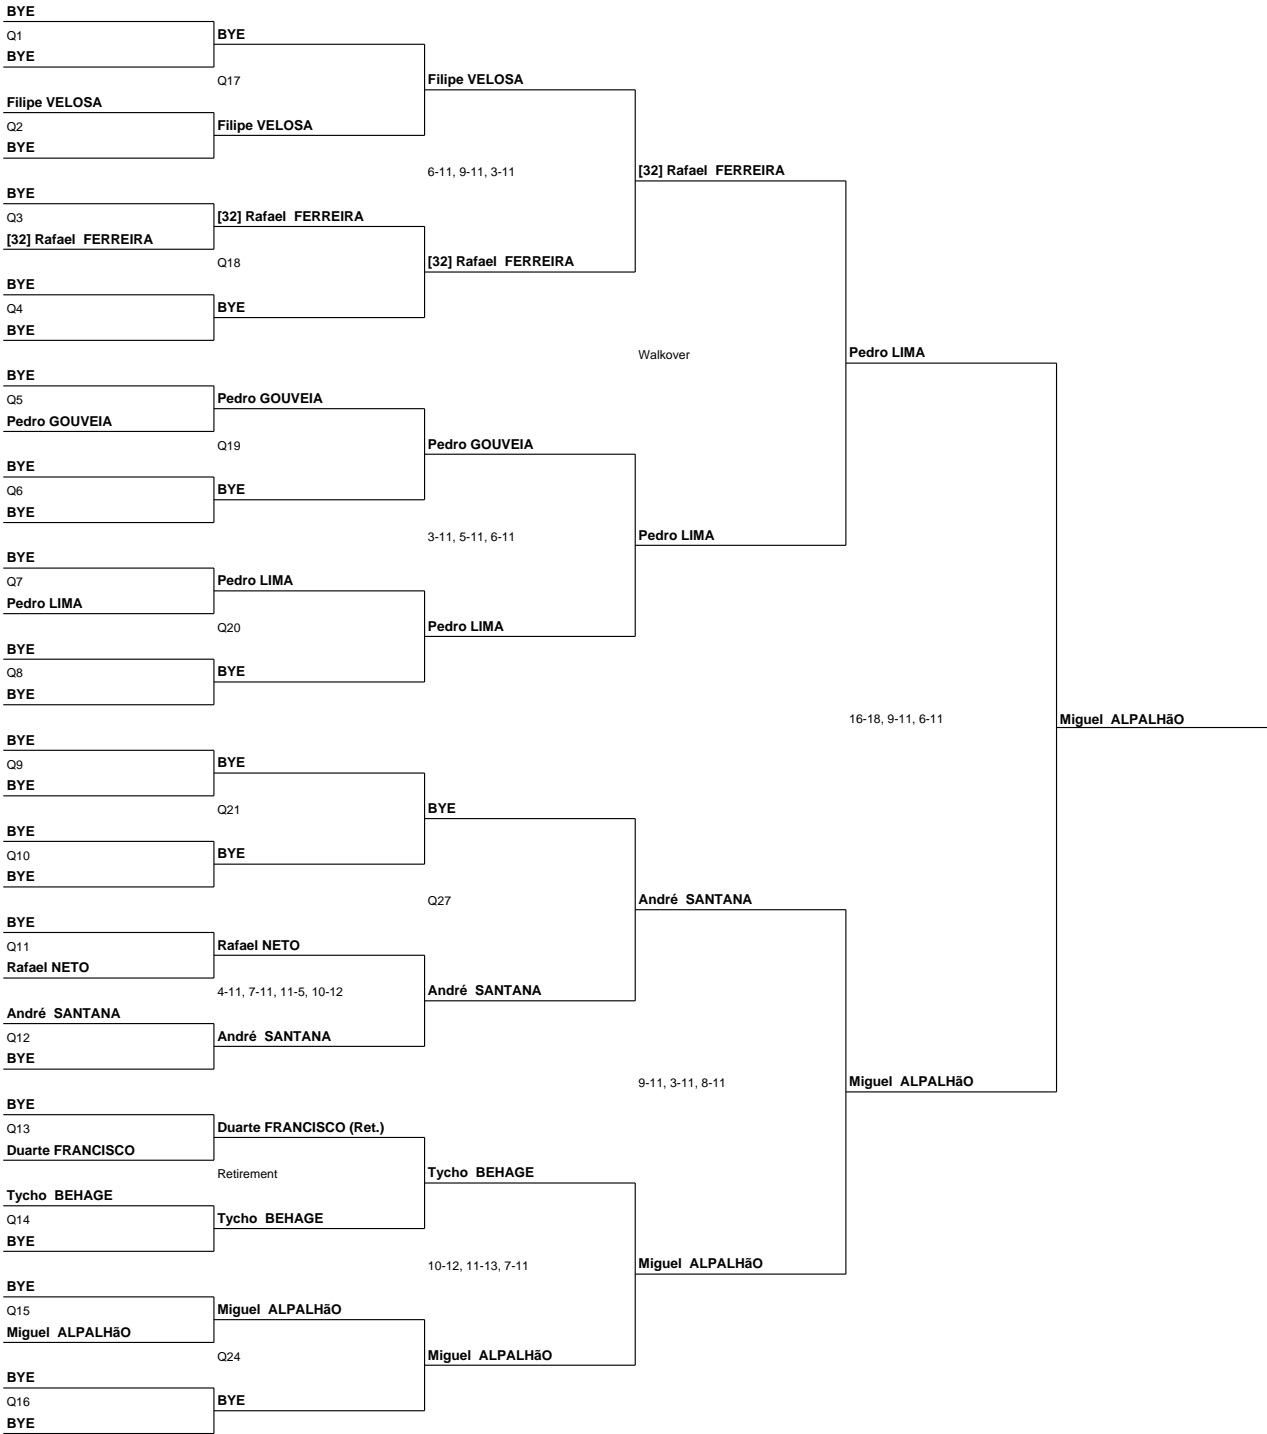 BYE
Q1
BYE
BYE
Q17
Filipe VELOSA
Filipe VELOSA
Q2
Filipe VELOSA
BYE
6-11, 9-11, 3-11
[32] Rafael  FERREIRA
BYE
Q3
[32] Rafael  FERREIRA
[32] Rafael  FERREIRA
Q18
[32] Rafael  FERREIRA
BYE
Q4
BYE
BYE
Walkover
Pedro LIMA
BYE
Q5
Pedro GOUVEIA
Pedro GOUVEIA
Q19
Pedro GOUVEIA
BYE
Q6
BYE
BYE
3-11, 5-11, 6-11
Pedro LIMA
BYE
Q7
Pedro LIMA
Pedro LIMA
Q20
Pedro LIMA
BYE
Q8
BYE
BYE
16-18, 9-11, 6-11
Miguel  ALPALHãO
BYE
Q9
BYE
BYE
Q21
BYE
BYE
Q10
BYE
BYE
Q27
André  SANTANA
BYE
Q11
Rafael NETO
Rafael NETO
4-11, 7-11, 11-5, 10-12
André  SANTANA
André  SANTANA
Q12
André  SANTANA
BYE
9-11, 3-11, 8-11
Miguel  ALPALHãO
BYE
Q13
Duarte FRANCISCO (Ret.)
Duarte FRANCISCO
Retirement
Tycho  BEHAGE
Tycho  BEHAGE
Q14
Tycho  BEHAGE
BYE
10-12, 11-13, 7-11
Miguel  ALPALHãO
BYE
Q15
Miguel  ALPALHãO
Miguel  ALPALHãO
Q24
Miguel  ALPALHãO
BYE
Q16
BYE
BYE